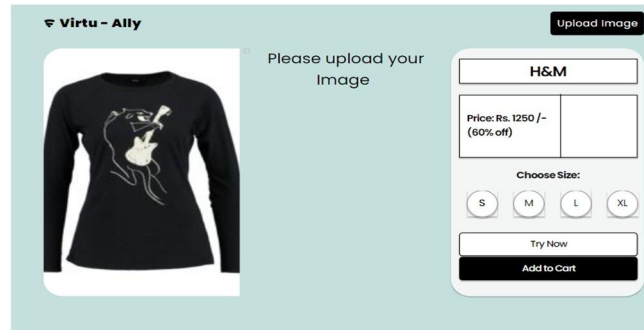 Virtu - Ally
Upload Image
Please upload your
Image
H&M
Price: Rs. 1250 /-
(60% off)
Choose Size:
S M L XL
Try Now
Add to Cart